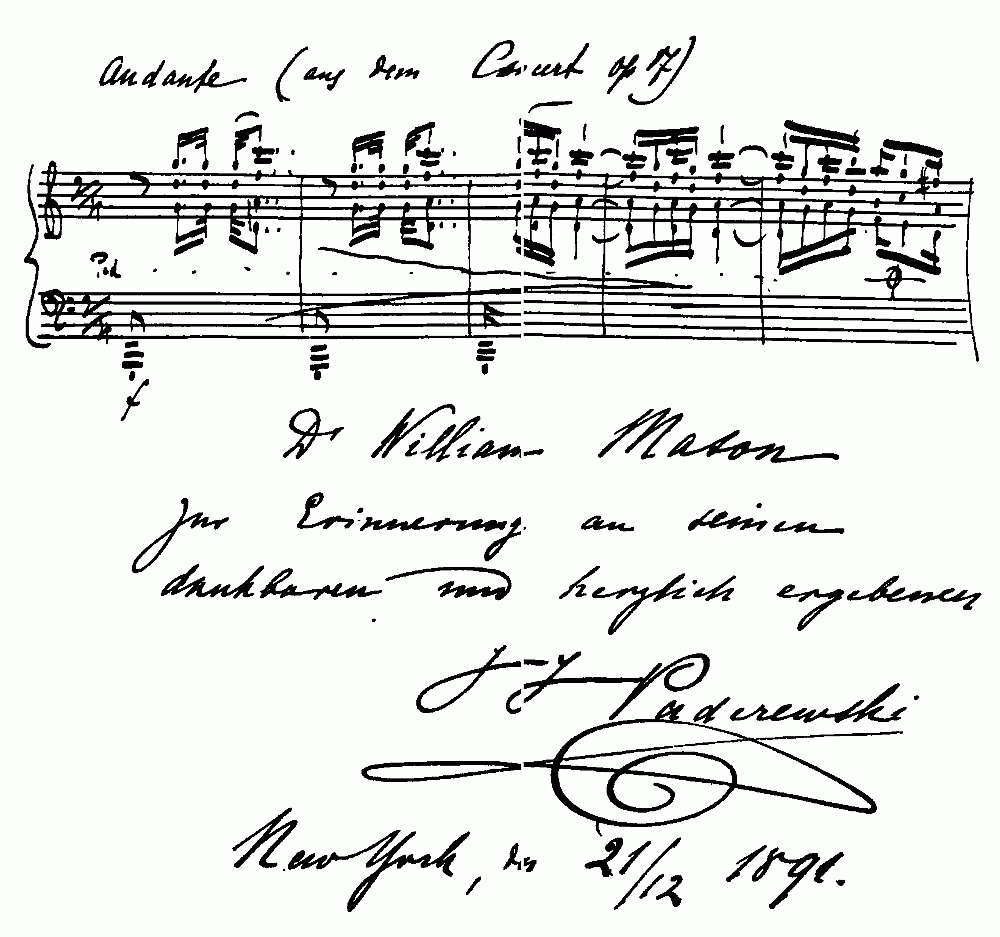 Andante (aus dem Concert op 17)
Ped
f
Dr William Mason
zur Erinnerung an seinen
dankbaren und herzlich ergebenen
J J Paderewski
New York, den 21/12 1891.